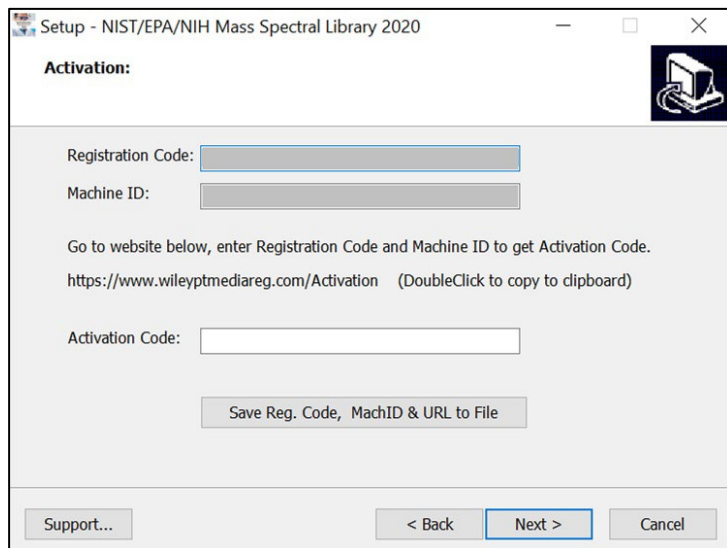 Setup - NIST/EPA/NIH Mass Spectral Library 2020
Activation:
Registration Code:
Machine ID:
Go to website below, enter Registration Code and Machine ID to get Activation Code.
https://www.wileyptmediareg.com/Activation (DoubleClick to copy to clipboard)
Activation Code:
Save Reg. Code, MachID & URL to File
Support... < Back Next > Cancel